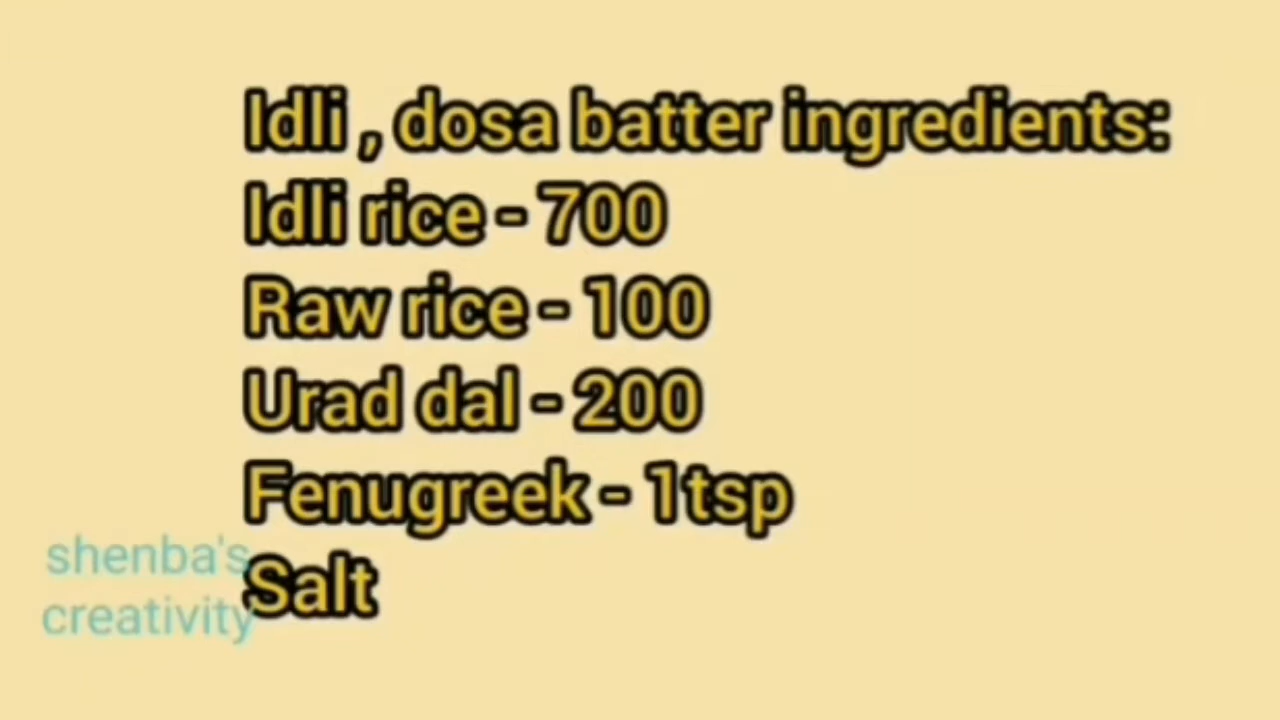 Idli , dosa batter ingredients:
Idli rice - 700
Raw rice - 100
Urad dal - 200
Fenugreek - 1tsp
Salt
shenba's
creativity